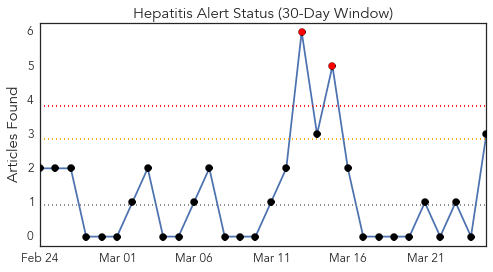 Hepatitis Alert Status (30-Day Window)
Articles Found
6
5
4
3
2
1
0
Feb 24 Mar 01 Mar 06 Mar 11 Mar 16 Mar 21